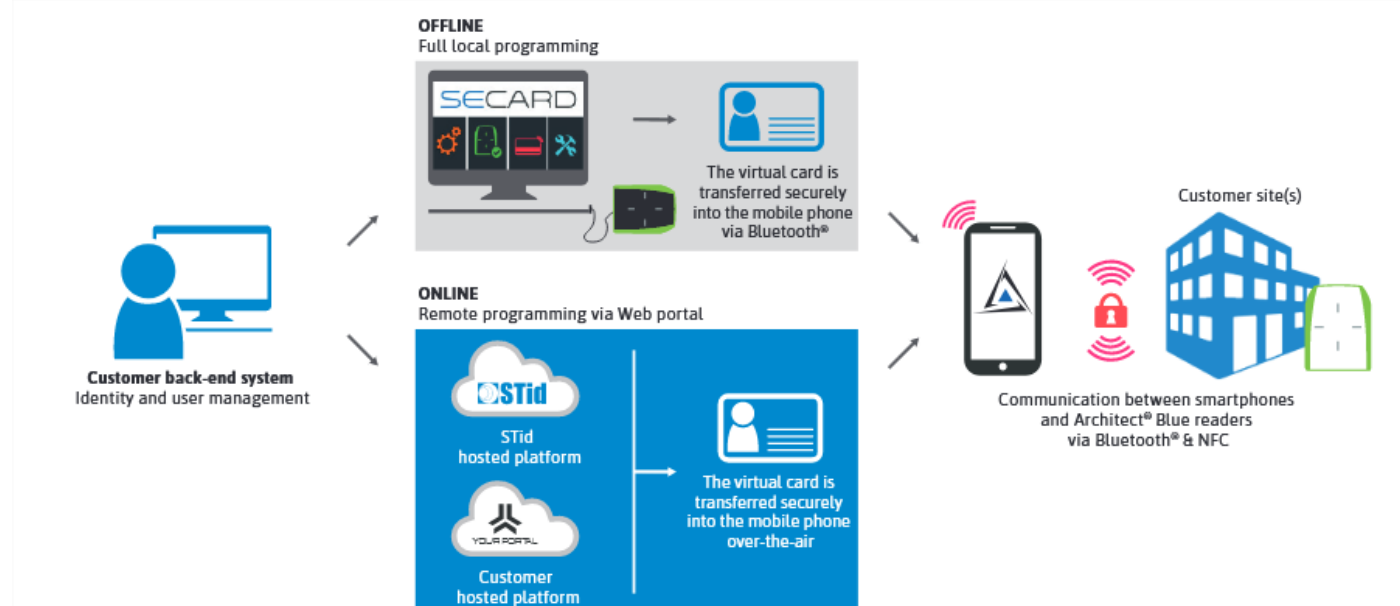 OFFLINE
Full local programming
SECARD
The virtual card is
transferred securely
into the mobile phone
via Bluetooth®
Customer back-end system
Identity and user management
ONLINE
Remote programming via Web portal
STid
STid
hosted platform
YOUR PORTAL
Customer
hosted platform
The virtual card is
transferred securely
into the mobile phone
over-the-air
Customer site(s)
Communication between smartphones
and Architect® Blue readers
via Bluetooth® & NFC